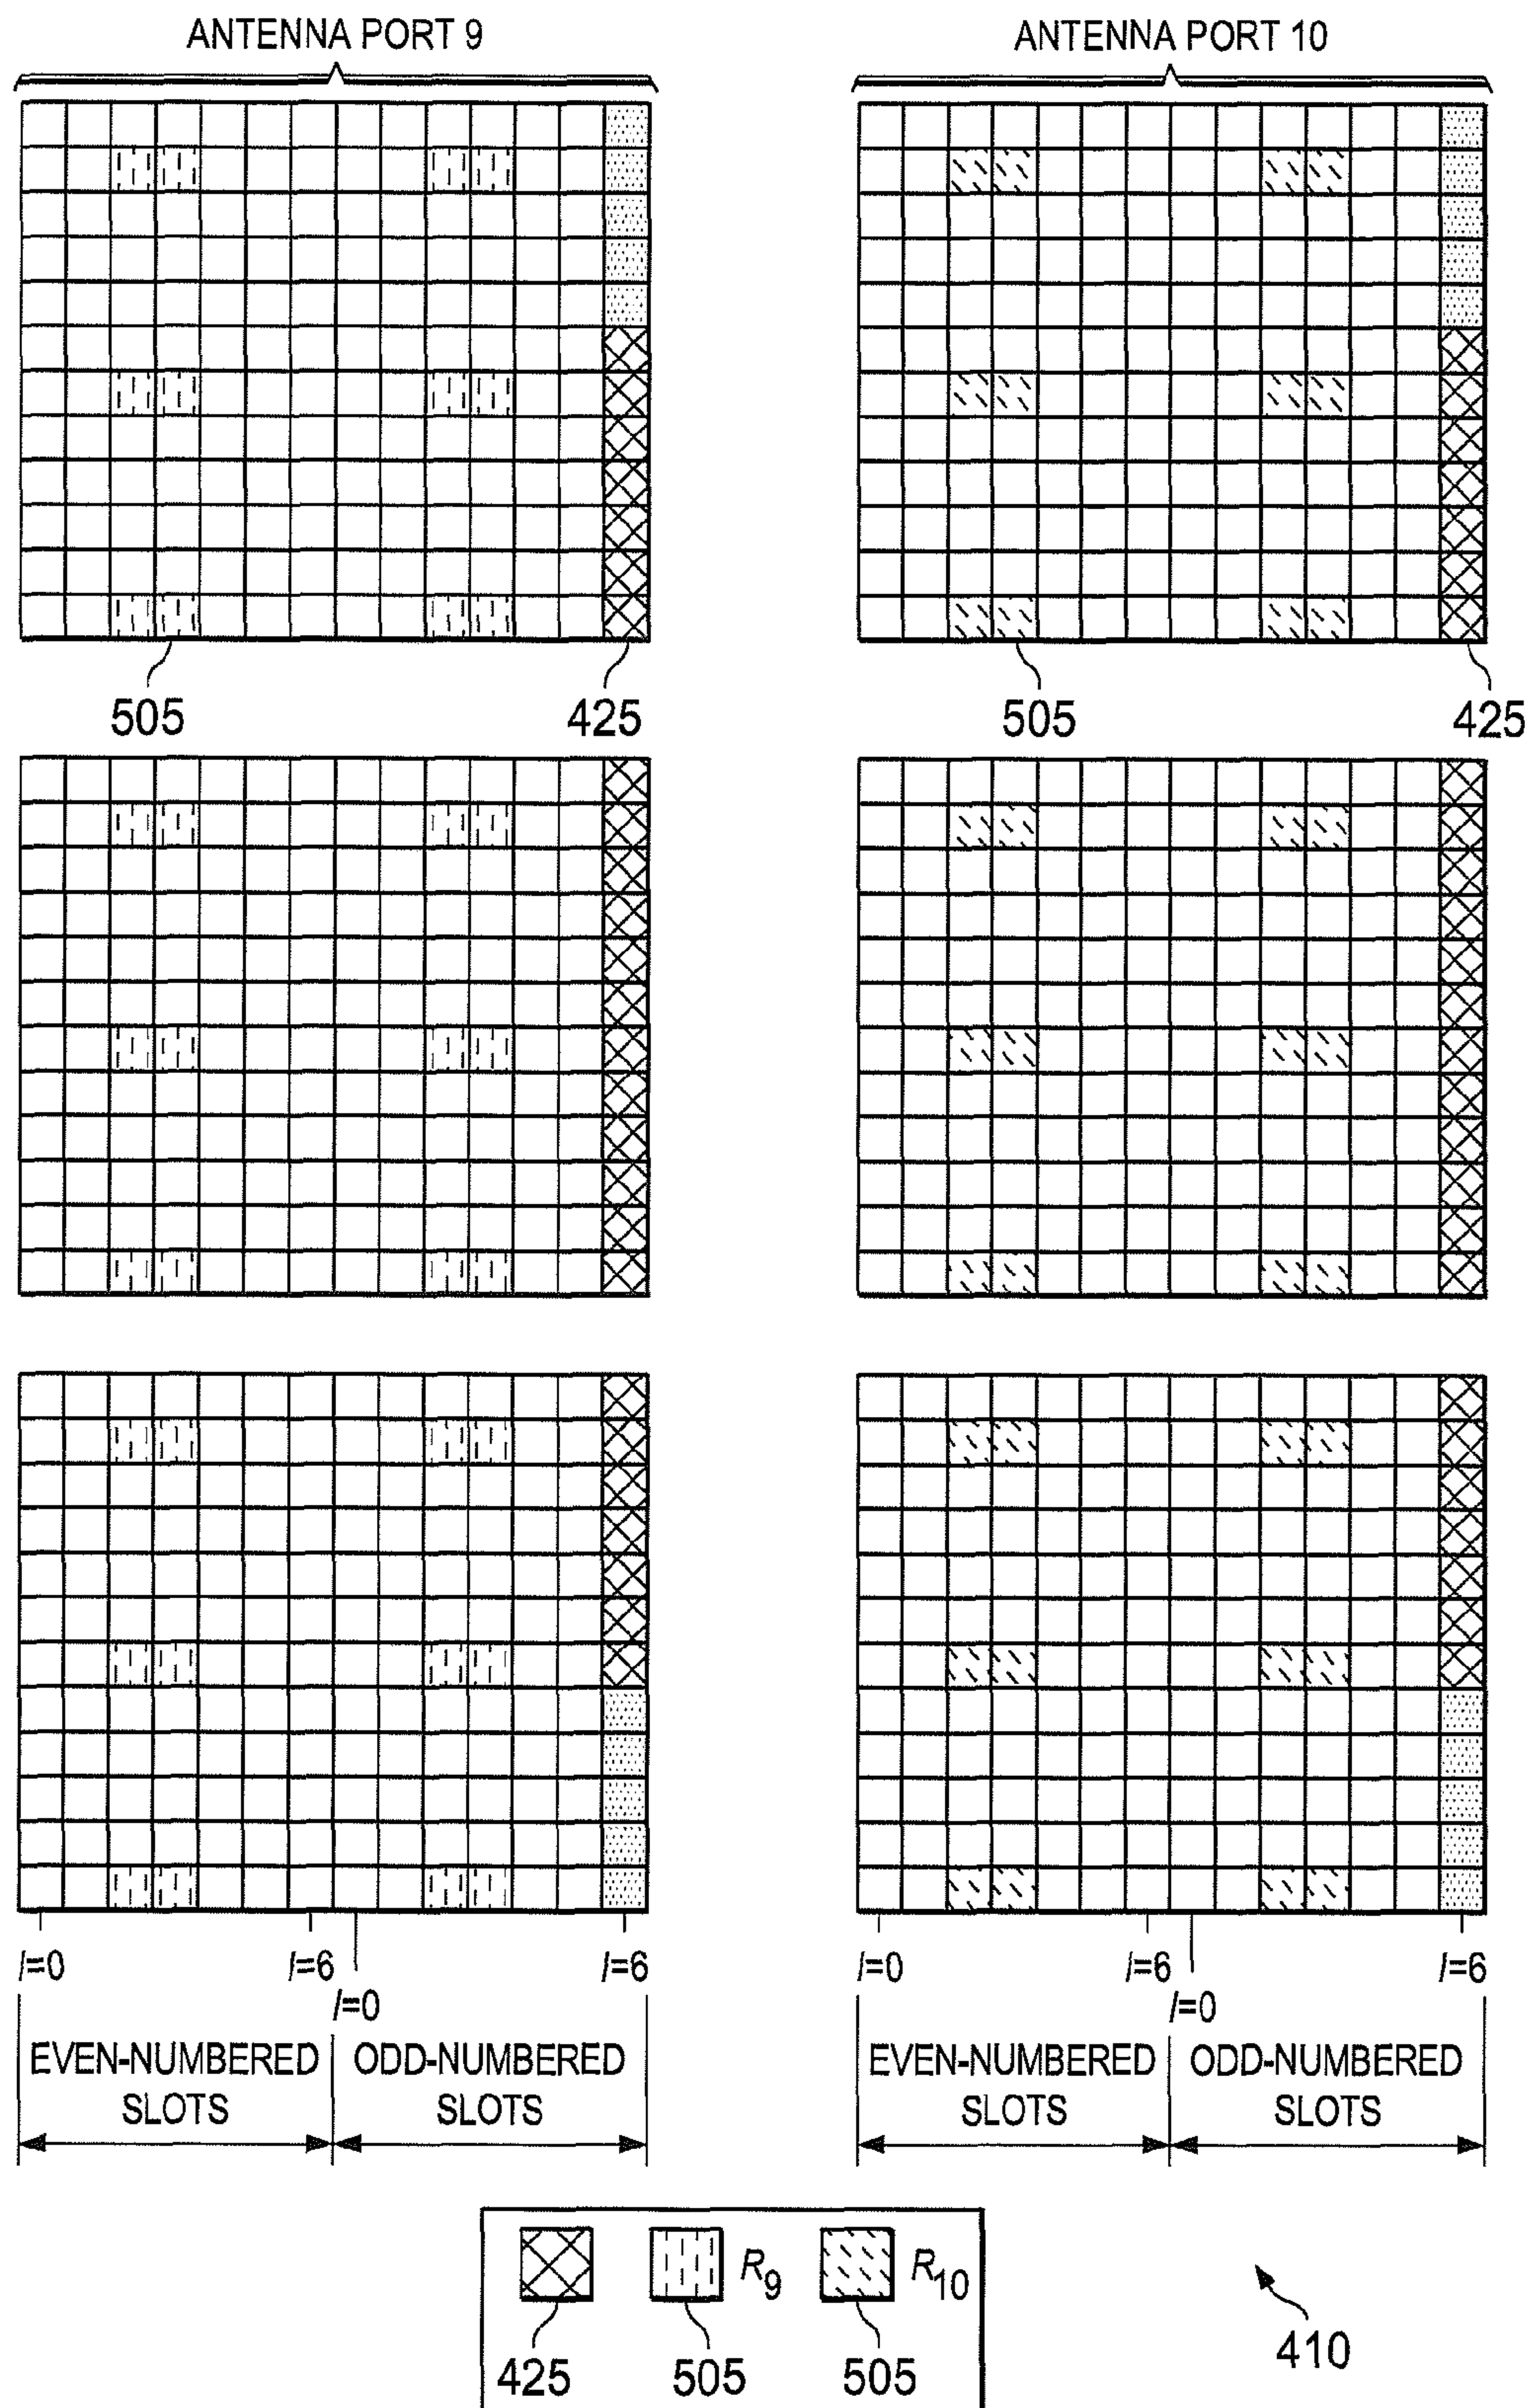 ANTENNA PORT 9
ANTENNA PORT 10
505
425
505
425
l=0
l=6
l=0
l=6
l=0
l=6
l=0
l=6
EVEN-NUMBERED
SLOTS
ODD-NUMBERED
SLOTS
EVEN-NUMBERED
SLOTS
ODD-NUMBERED
SLOTS
R9
R10
425
505
505
410